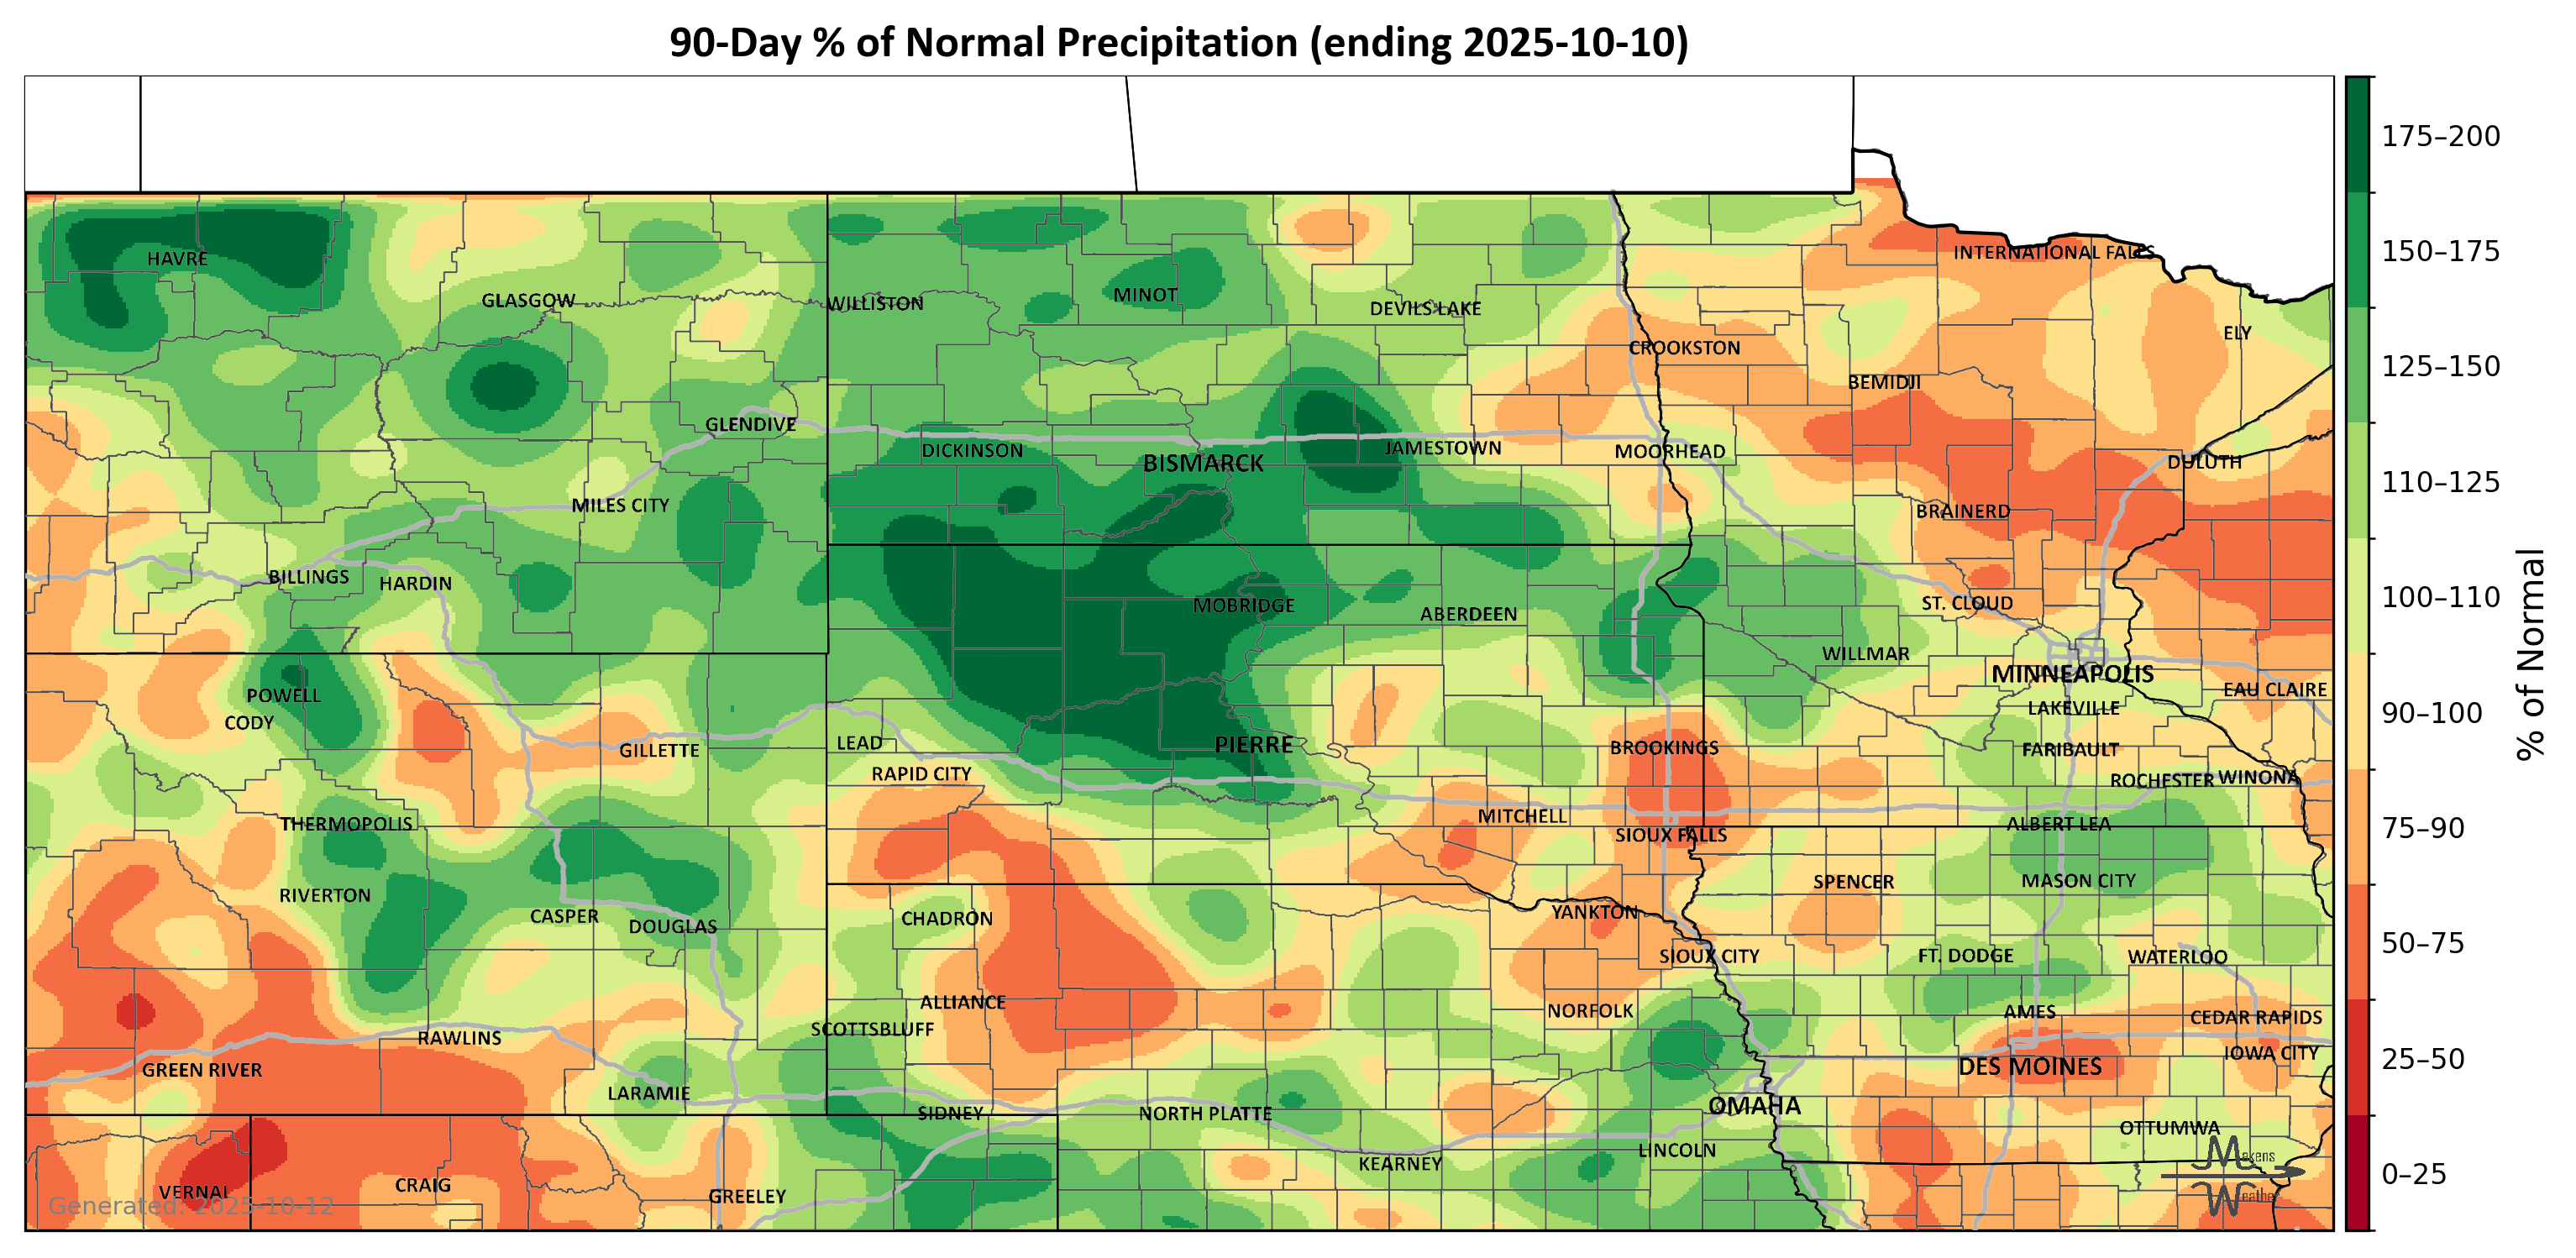 90-Day % of Normal Precipitation (ending 2025-10-10)
175–200
150–175
125–150
110–125
100–110
90–100
75–90
50–75
25–50
0–25
% of Normal
HAVRE
INTERNATIONAL FALLS
GLASGOW
WILLISTON
MINOT
DEVILS LAKE
ELY
CROOKSTON
BEMIDJI
GLENDIVE
DICKINSON
BISMARCK
JAMESTOWN
MOORHEAD
DULUTH
MILES CITY
BRAINERD
BILLINGS
HARDIN
MOBRIDGE
ABERDEEN
ST. CLOUD
WILLMAR
MINNEAPOLIS
POWELL
EAU CLAIRE
CODY
LAKEVILLE
GILLETTE
LEAD
PIERRE
BROOKINGS
FARIBAULT
RAPID CITY
ROCHESTER
WINONA
THERMOPOLIS
MITCHELL
SIOUX FALLS
ALBERT LEA
RIVERTON
SPENCER
MASON CITY
CASPER
DOUGLAS
CHADRON
YANKTON
SIOUX CITY
FT. DODGE
WATERLOO
ALLIANCE
NORFOLK
AMES
CEDAR RAPIDS
SCOTTSBLUFF
RAWLINS
IOWA CITY
GREEN RIVER
DES MOINES
LARAMIE
SIDNEY
NORTH PLATTE
OMAHA
OTTUMWA
LINCOLN
KEARNEY
VERNAL
CRAIG
GREELEY
Generated: 2025-10-12
Makens
Weather